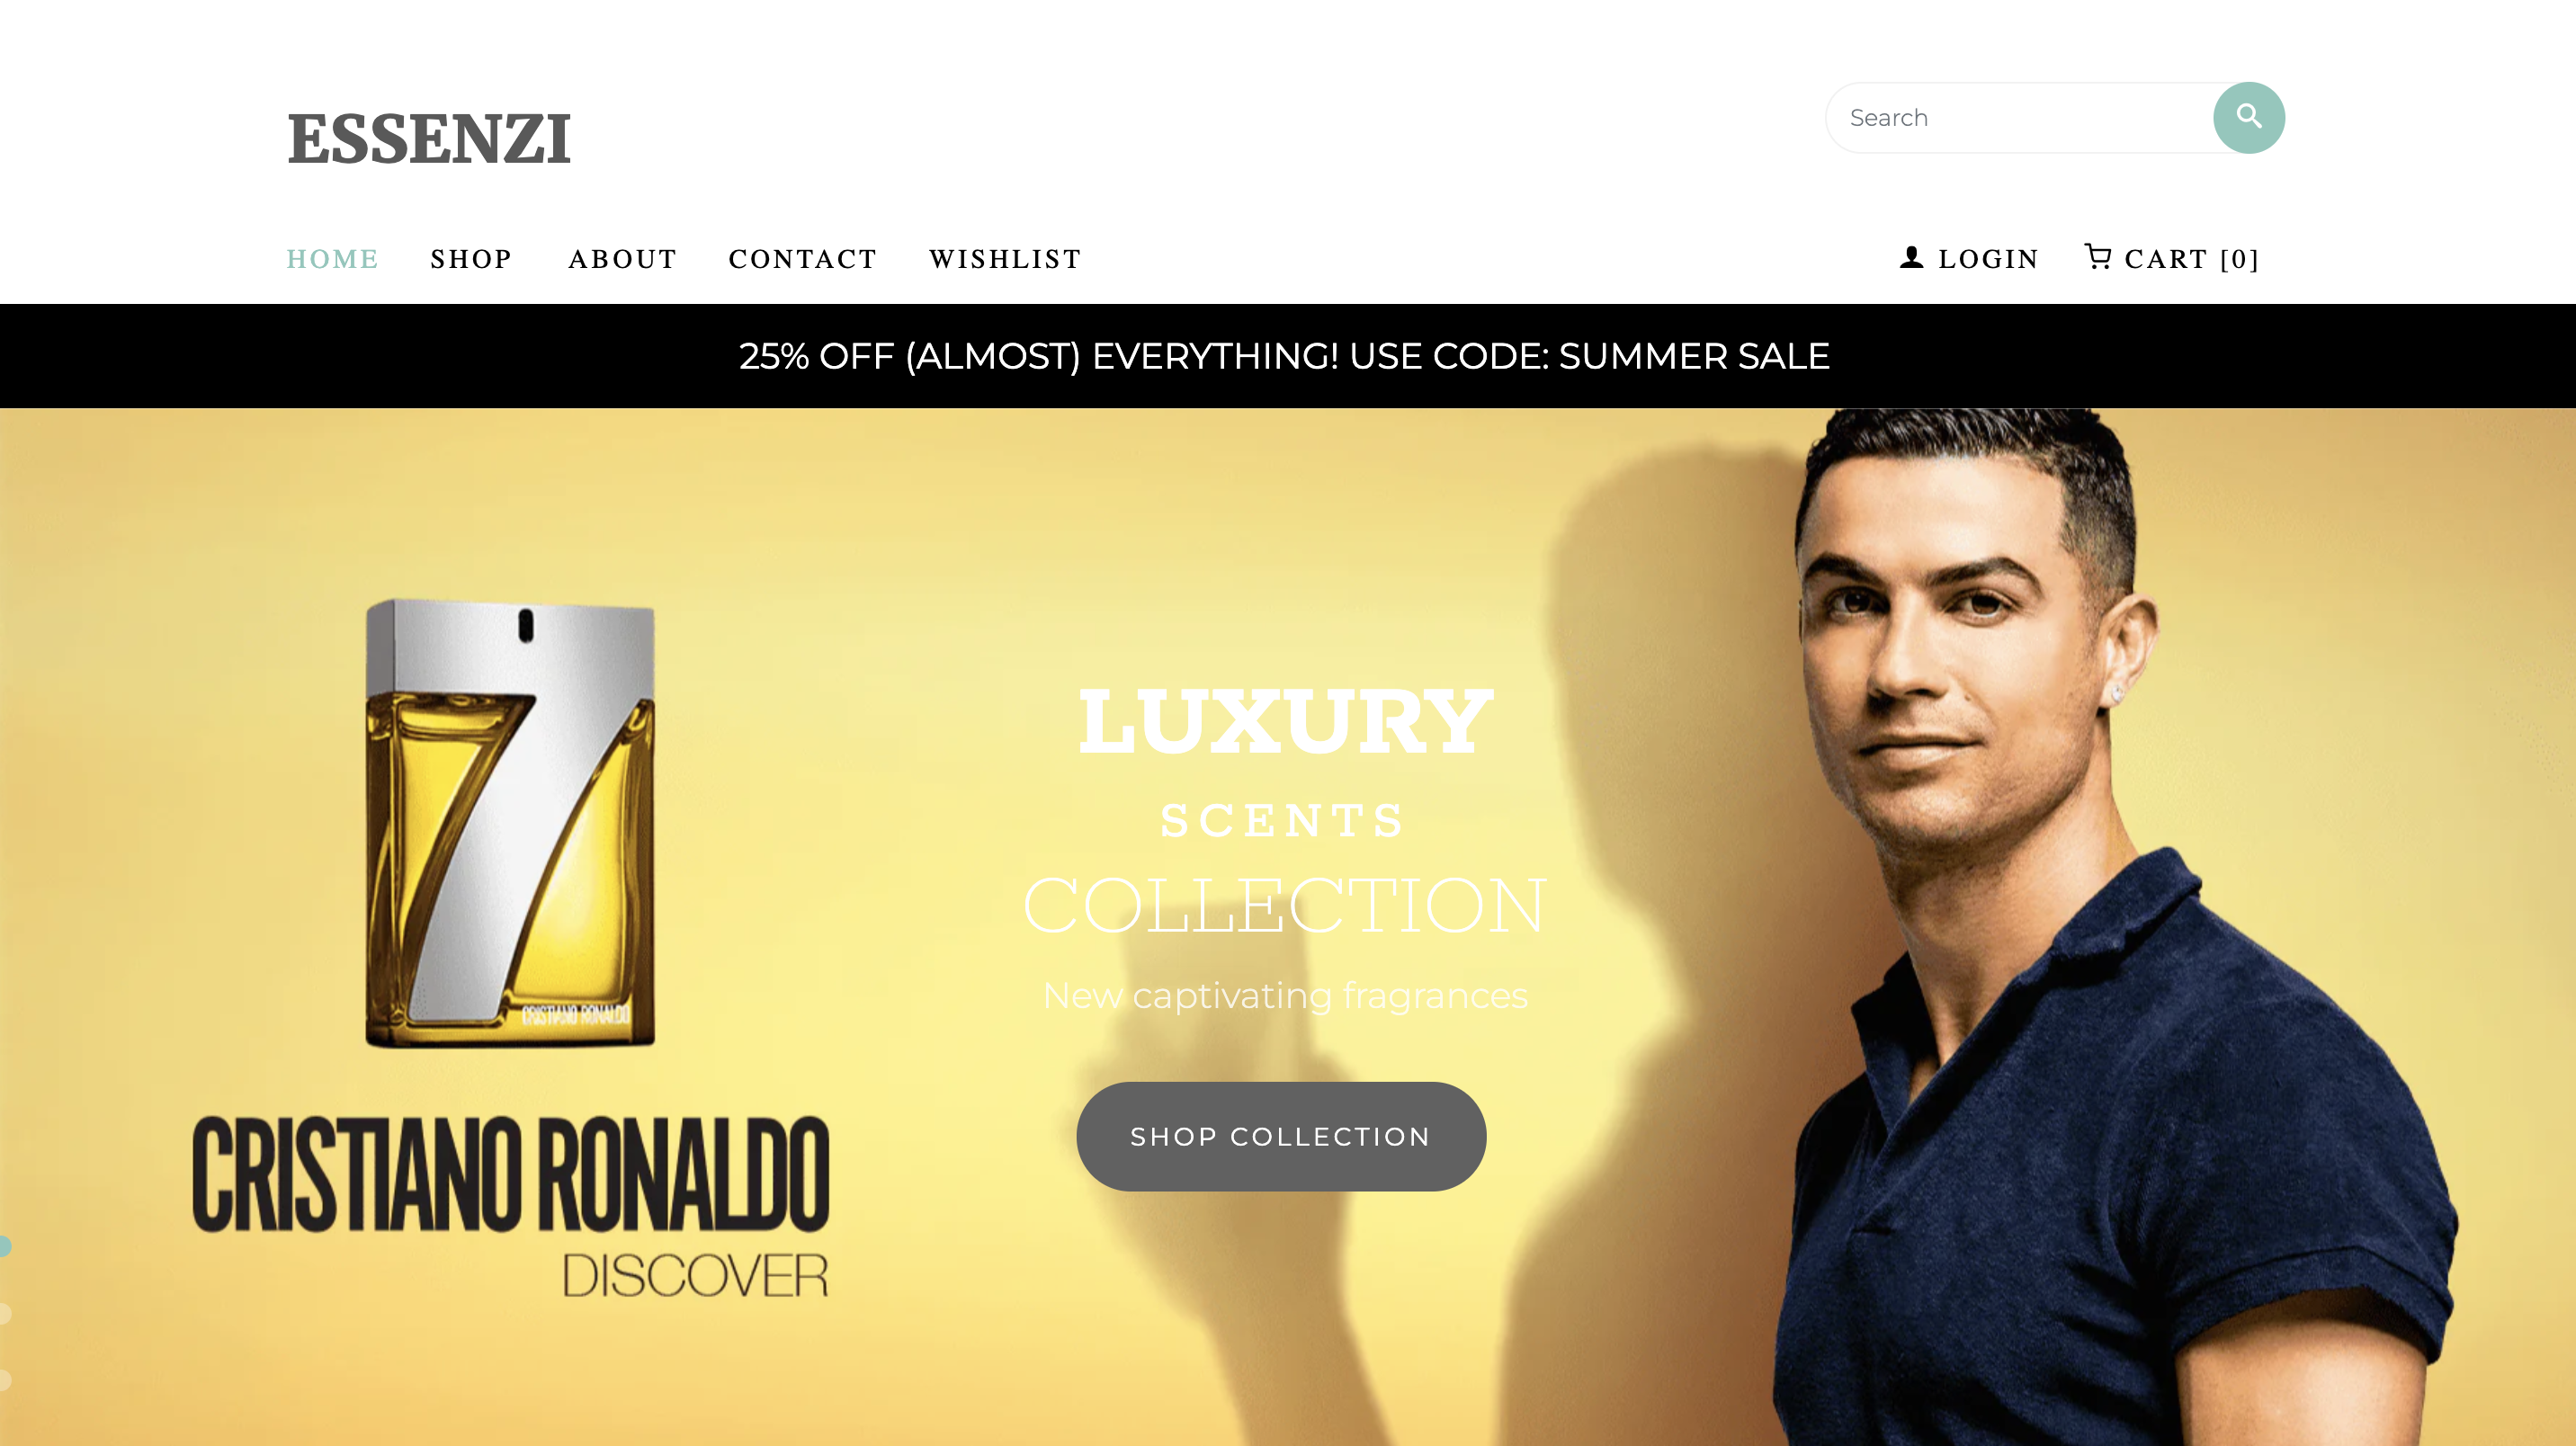 ESSENZI
Search
HOME SHOP ABOUT CONTACT WISHLIST
LOGIN CART [0]
25% OFF (ALMOST) EVERYTHING! USE CODE: SUMMER SALE
7
CRISTIANO RONALDO
CRISTIANO RONALDO
DISCOVER
LUXURY
SCENTS
COLLECTION
New captivating fragrances
SHOP COLLECTION